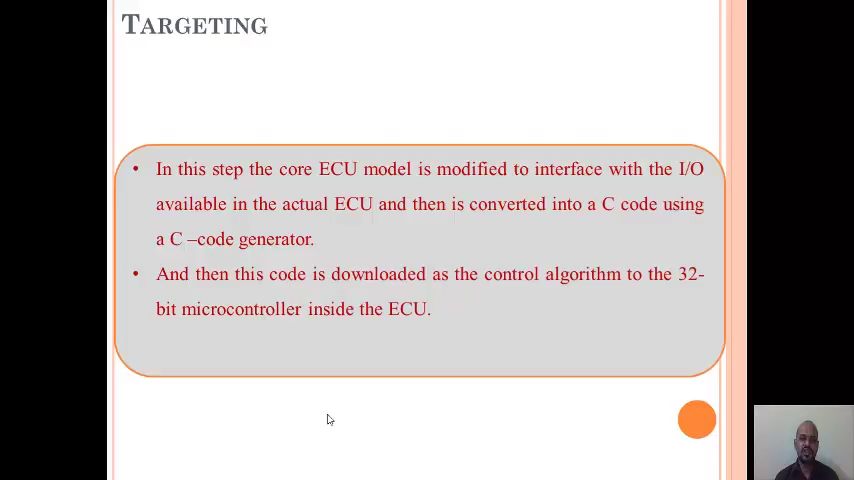 TARGETING
• In this step the core ECU model is modified to interface with the I/O
available in the actual ECU and then is converted into a C code using
a C –code generator.
• And then this code is downloaded as the control algorithm to the 32-
bit microcontroller inside the ECU.